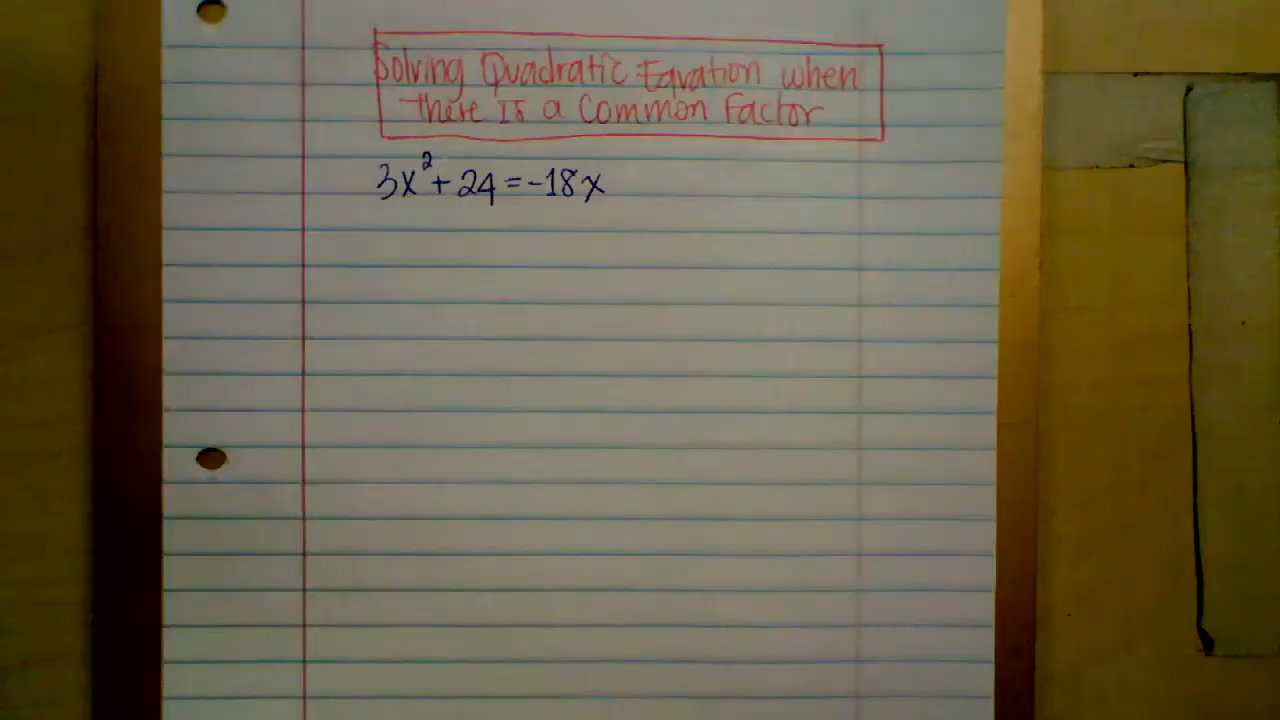 Solving Quadratic Equation when
there Is a Common Factor
3x² + 24 = -18x